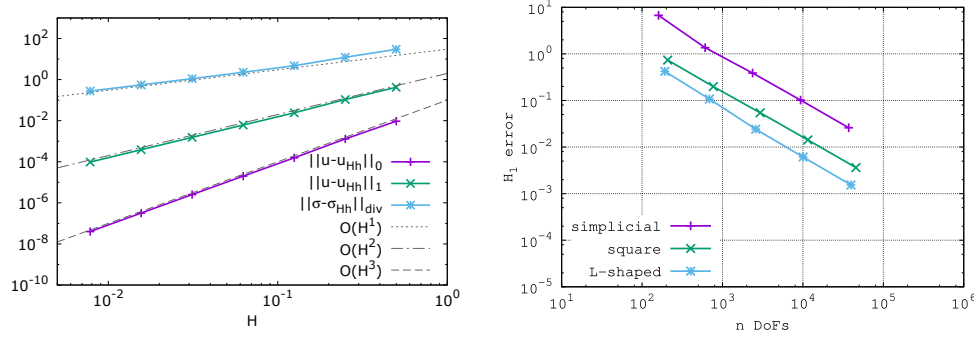 10^2
10^0
10^-2
10^-4
10^-6
10^-8
10^-10
10^-2
10^-1
10^0
H
||u-u_Hh||_0
||u-u_Hh||_1
||σ-σ_Hh||_div
O(H^1)
O(H^2)
O(H^3)
H_1 error
10^1
10^0
10^-1
10^-2
10^-3
10^-4
10^-5
simplicial
square
L-shaped
10^1
10^2
10^3
10^4
10^5
10^6
n DoFs